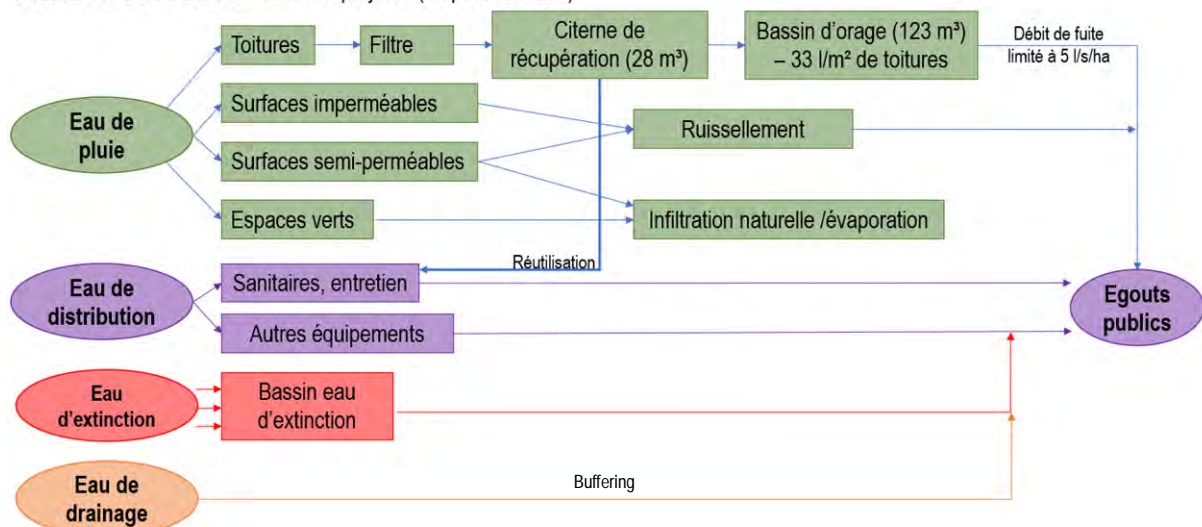 Toitures
Filtre
Citerne de
récupération (28 m³)
Bassin d'orage (123 m³)
– 33 l/m² de toitures
Débit de fuite
limité à 5 l/s/ha
Eau de
pluie
Surfaces imperméables
Surfaces semi-perméables
Ruissellement
Espaces verts
Infiltration naturelle /évaporation
Réutilisation
Eau de
distribution
Sanitaires, entretien
Autres équipements
Egouts
publics
Eau
d'extinction
Bassin eau
d'extinction
Eau de
drainage
Buffering